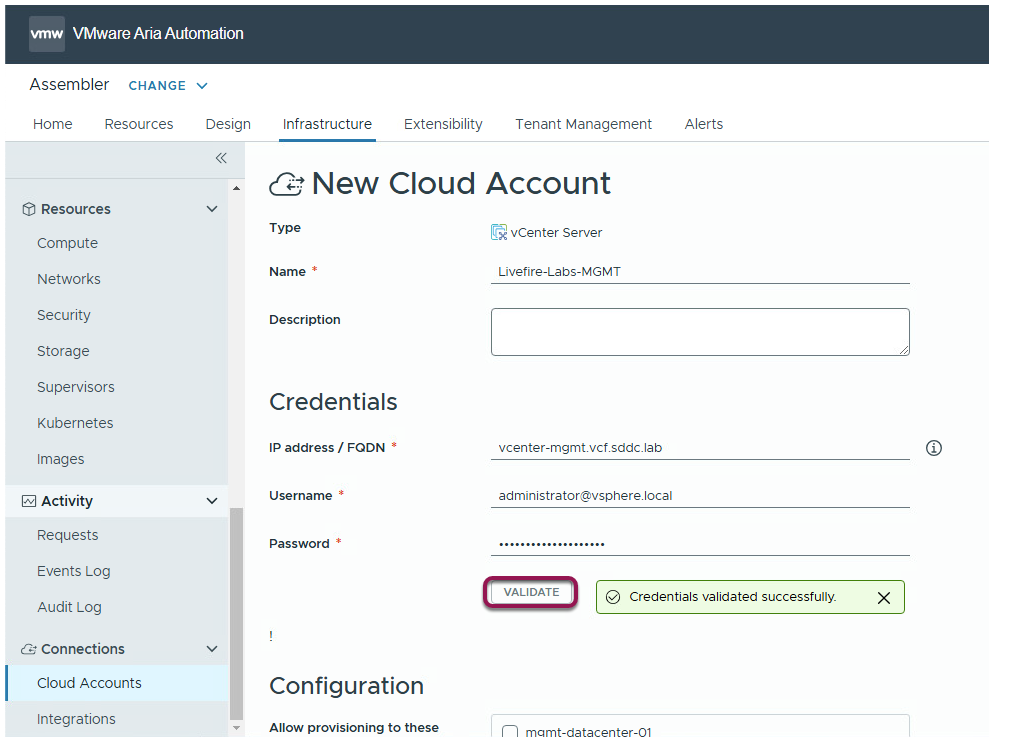 vmw VMware Aria Automation
Assembler CHANGE
Home Resources Design Infrastructure Extensibility Tenant Management Alerts
Resources
Compute
Networks
Security
Storage
Supervisors
Kubernetes
Images
Activity
Requests
Events Log
Audit Log
Connections
Cloud Accounts
Integrations
New Cloud Account
Type vCenter Server
Name * Livefire-Labs-MGMT
Description
Credentials
IP address / FQDN * vcenter-mgmt.vcf.sddc.lab
Username * administrator@vsphere.local
Password * ••••••••••••••••••••
VALIDATE Credentials validated successfully.
!
Configuration
Allow provisioning to these mgmt-datacenter-01